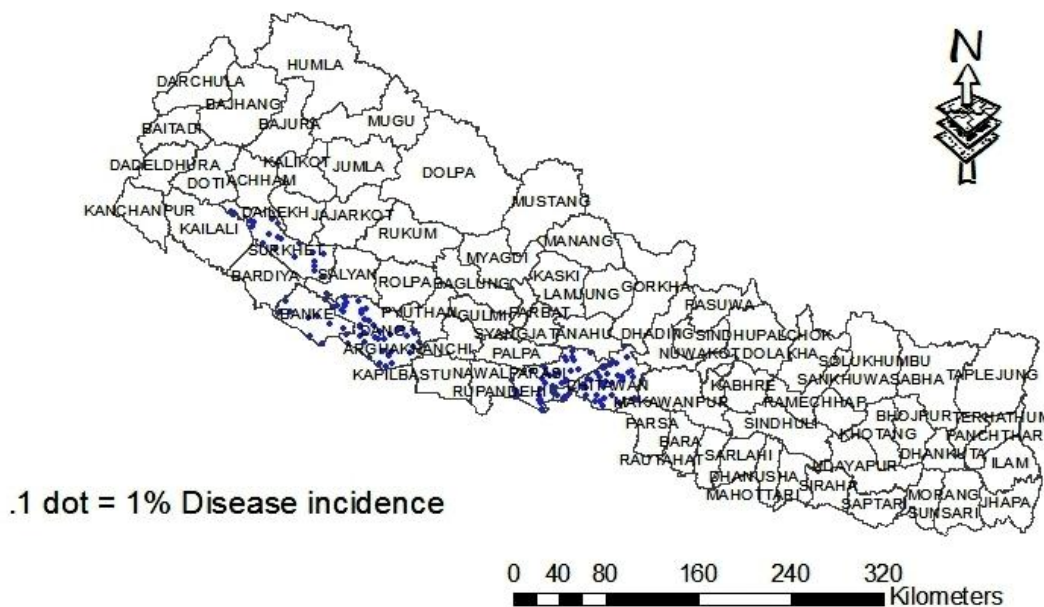 N
HUMLA
DARCHULA
BAJHANG
BAJURA
MUGU
BAITADI
DADELDHURA
KALIKOT
JUMLA
DOTI
ACHHAM
DOLPA
KANCHANPUR
KAILALI
DAILEKH
JAJARKOT
MUSTANG
RUKUM
SURKHET
MANANG
MYAGDI
BARDIYA
SALYAN
ROLPA
BAGLUNG
KASKI
LAMJUNG
GORKHA
RASUWA
BANKE
PYUTHAN
GULMI
PARBAT
DANG
SYANGJA
TANAHU
DHADING
SINDHUPALCHOK
ARGHAKHANCHI
PALPA
NUWAKOT
DOLAKHA
SOLUKHUMBU
KAPILBASTU
NAWALPARASI
SANKHUWASABHA
TAPLEJUNG
RUPANDEHI
CHITAWAN
KABHRE
MAKAWANPUR
RAMECHHAP
PARSA
SINDHULI
BHOJPUR
TERHATHUM
BARA
KHOTANG
PANCHTHAR
RAUTAHAT
SARLAHI
DHANKUTA
UDAYAPUR
ILAM
DHANUSHA
SIRAHA
MAHOTTARI
MORANG
SAPTARI
SUNSARI
JHAPA
.1 dot = 1% Disease incidence
0 40 80 160 240 320
Kilometers